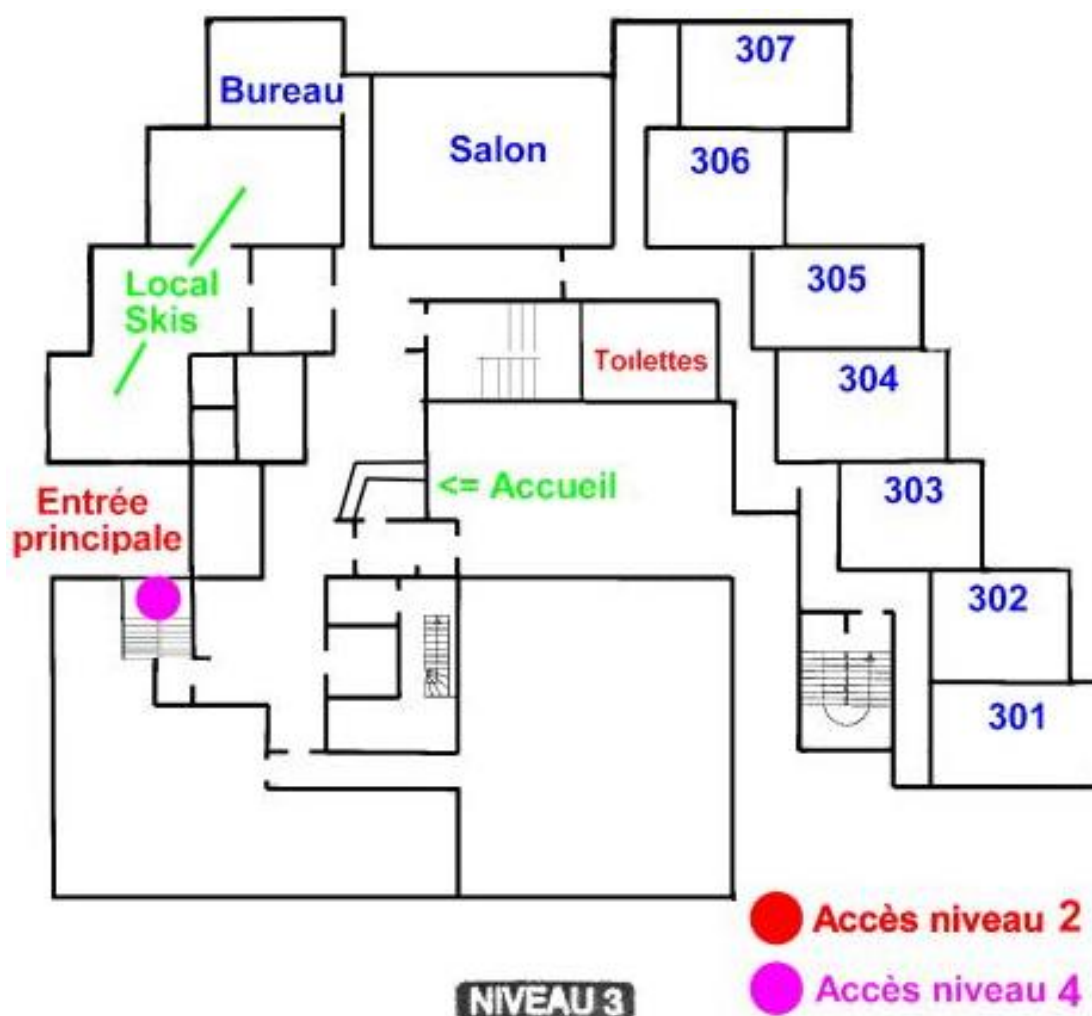 307
Bureau
Salon
306
Local
Skis
305
Toilettes
304
<= Accueil
303
Entrée
principale
302
301
Accès niveau 2
Accès niveau 4
NIVEAU 3